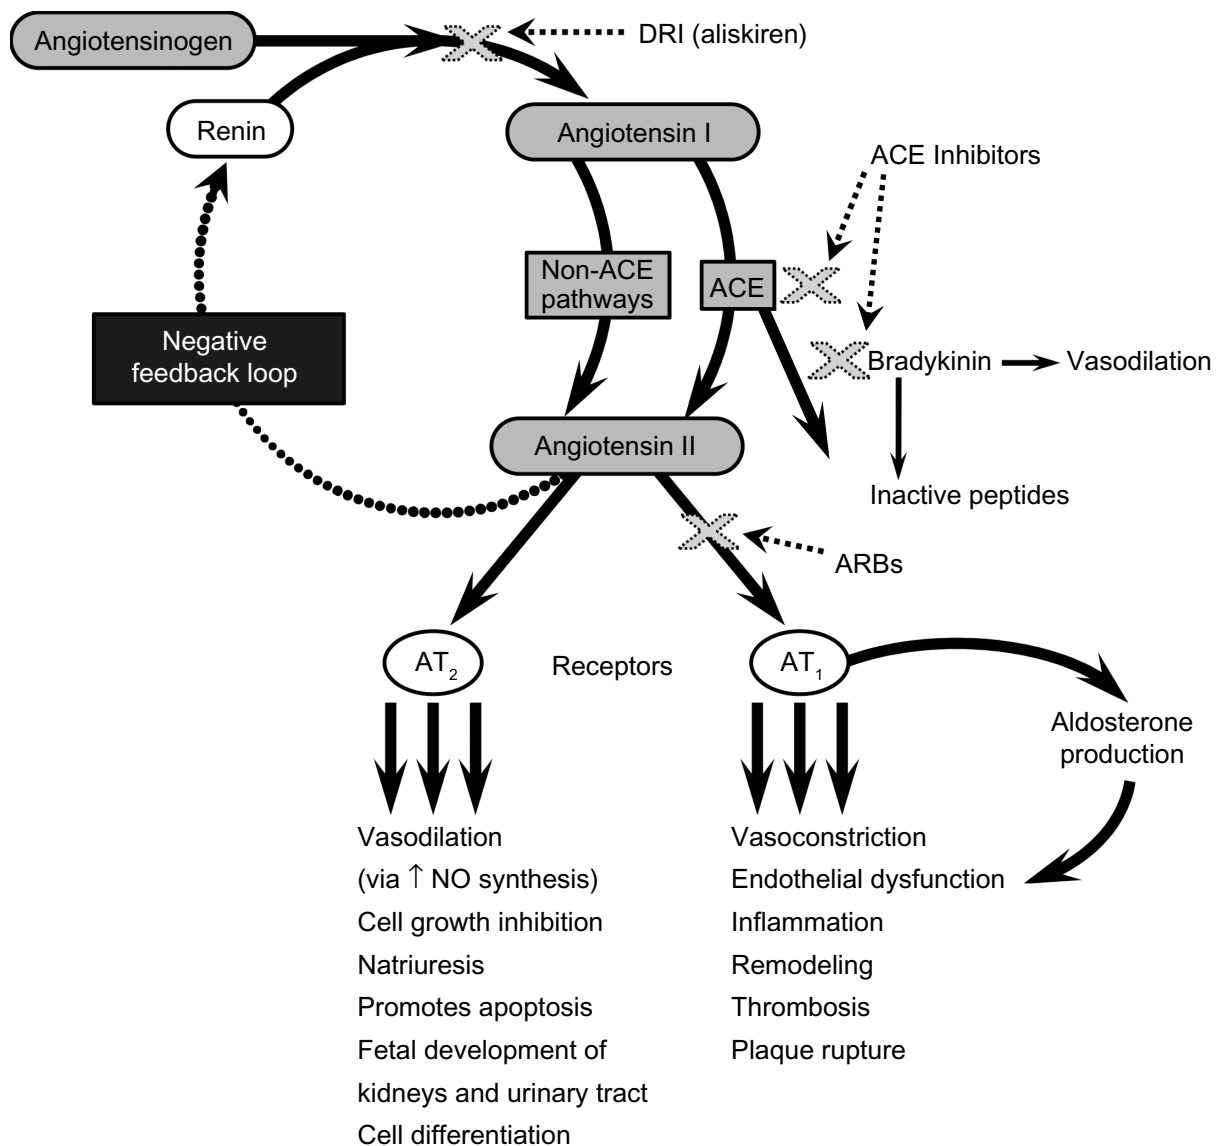 Angiotensinogen
DRI (aliskiren)
Renin
Angiotensin I
ACE Inhibitors
Non-ACE
pathways
ACE
Negative
feedback loop
Bradykinin
Vasodilation
Angiotensin II
Inactive peptides
ARBs
AT₂
Receptors
AT₁
Aldosterone
production
Vasodilation
(via ↑ NO synthesis)
Cell growth inhibition
Natriuresis
Promotes apoptosis
Fetal development of
kidneys and urinary tract
Cell differentiation
Vasoconstriction
Endothelial dysfunction
Inflammation
Remodeling
Thrombosis
Plaque rupture